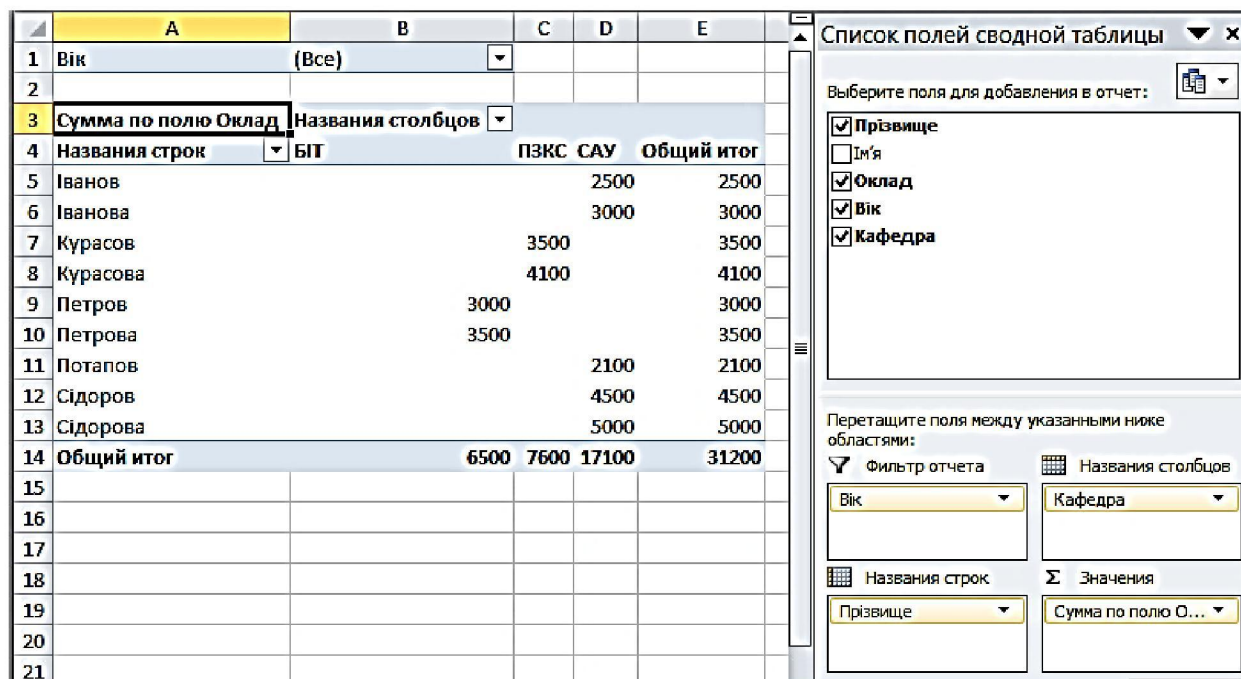 A B C D E
1 Вік (Все)
2
3 Сумма по полю Оклад Названия столбцов
4 Названия строк БІТ ПЗКС САУ Общий итог
5 Іванов 2500 2500
6 Іванова 3000 3000
7 Курасов 3500 3500
8 Курасова 4100 4100
9 Петров 3000 3000
10 Петрова 3500 3500
11 Потапов 2100 2100
12 Сідоров 4500 4500
13 Сідорова 5000 5000
14 Общий итог 6500 7600 17100 31200
15
16
17
18
19
20
21
Список полей сводной таблицы
Выберите поля для добавления в отчет:
Прізвище
Ім'я
Оклад
Вік
Кафедра
Перетащите поля между указанными ниже
областями:
Фильтр отчета Названия столбцов
Вік Кафедра
Названия строк Σ Значения
Прізвище Сумма по полю О...